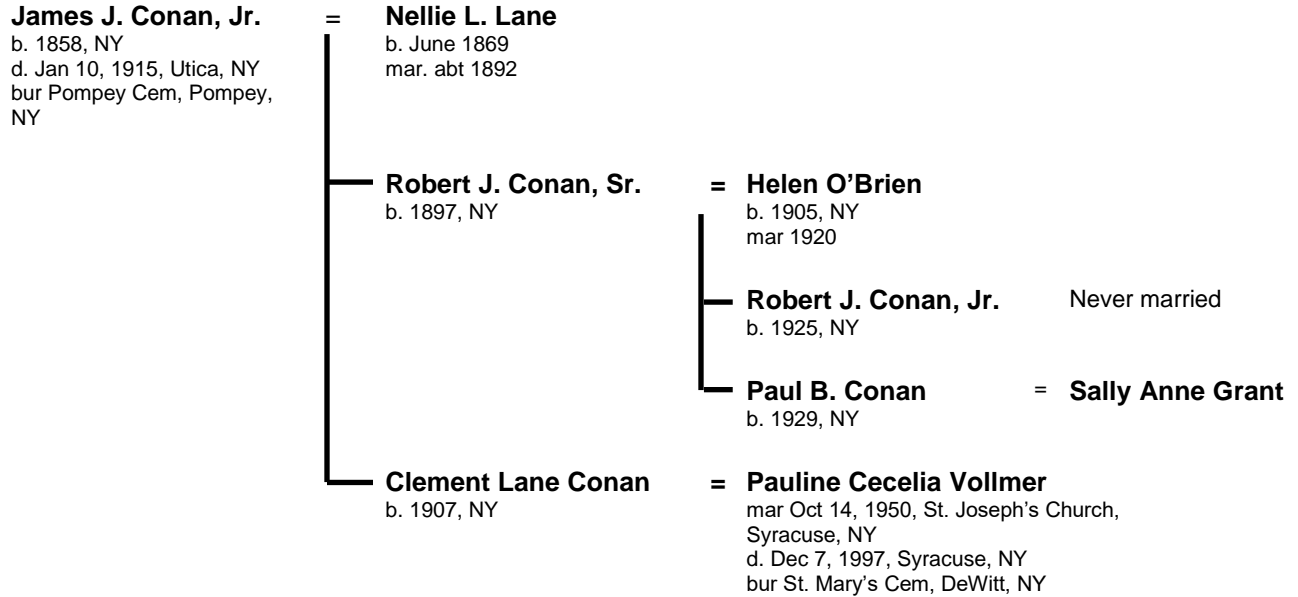 James J. Conan, Jr. = Nellie L. Lane
b. 1858, NY
d. Jan 10, 1915, Utica, NY
bur Pompey Cem, Pompey,
NY
b. June 1869
mar. abt 1892
Robert J. Conan, Sr. = Helen O’Brien
b. 1897, NY
b. 1905, NY
mar 1920
Robert J. Conan, Jr. Never married
b. 1925, NY
Paul B. Conan = Sally Anne Grant
b. 1929, NY
Clement Lane Conan = Pauline Cecelia Vollmer
b. 1907, NY
mar Oct 14, 1950, St. Joseph’s Church,
Syracuse, NY
d. Dec 7, 1997, Syracuse, NY
bur St. Mary’s Cem, DeWitt, NY